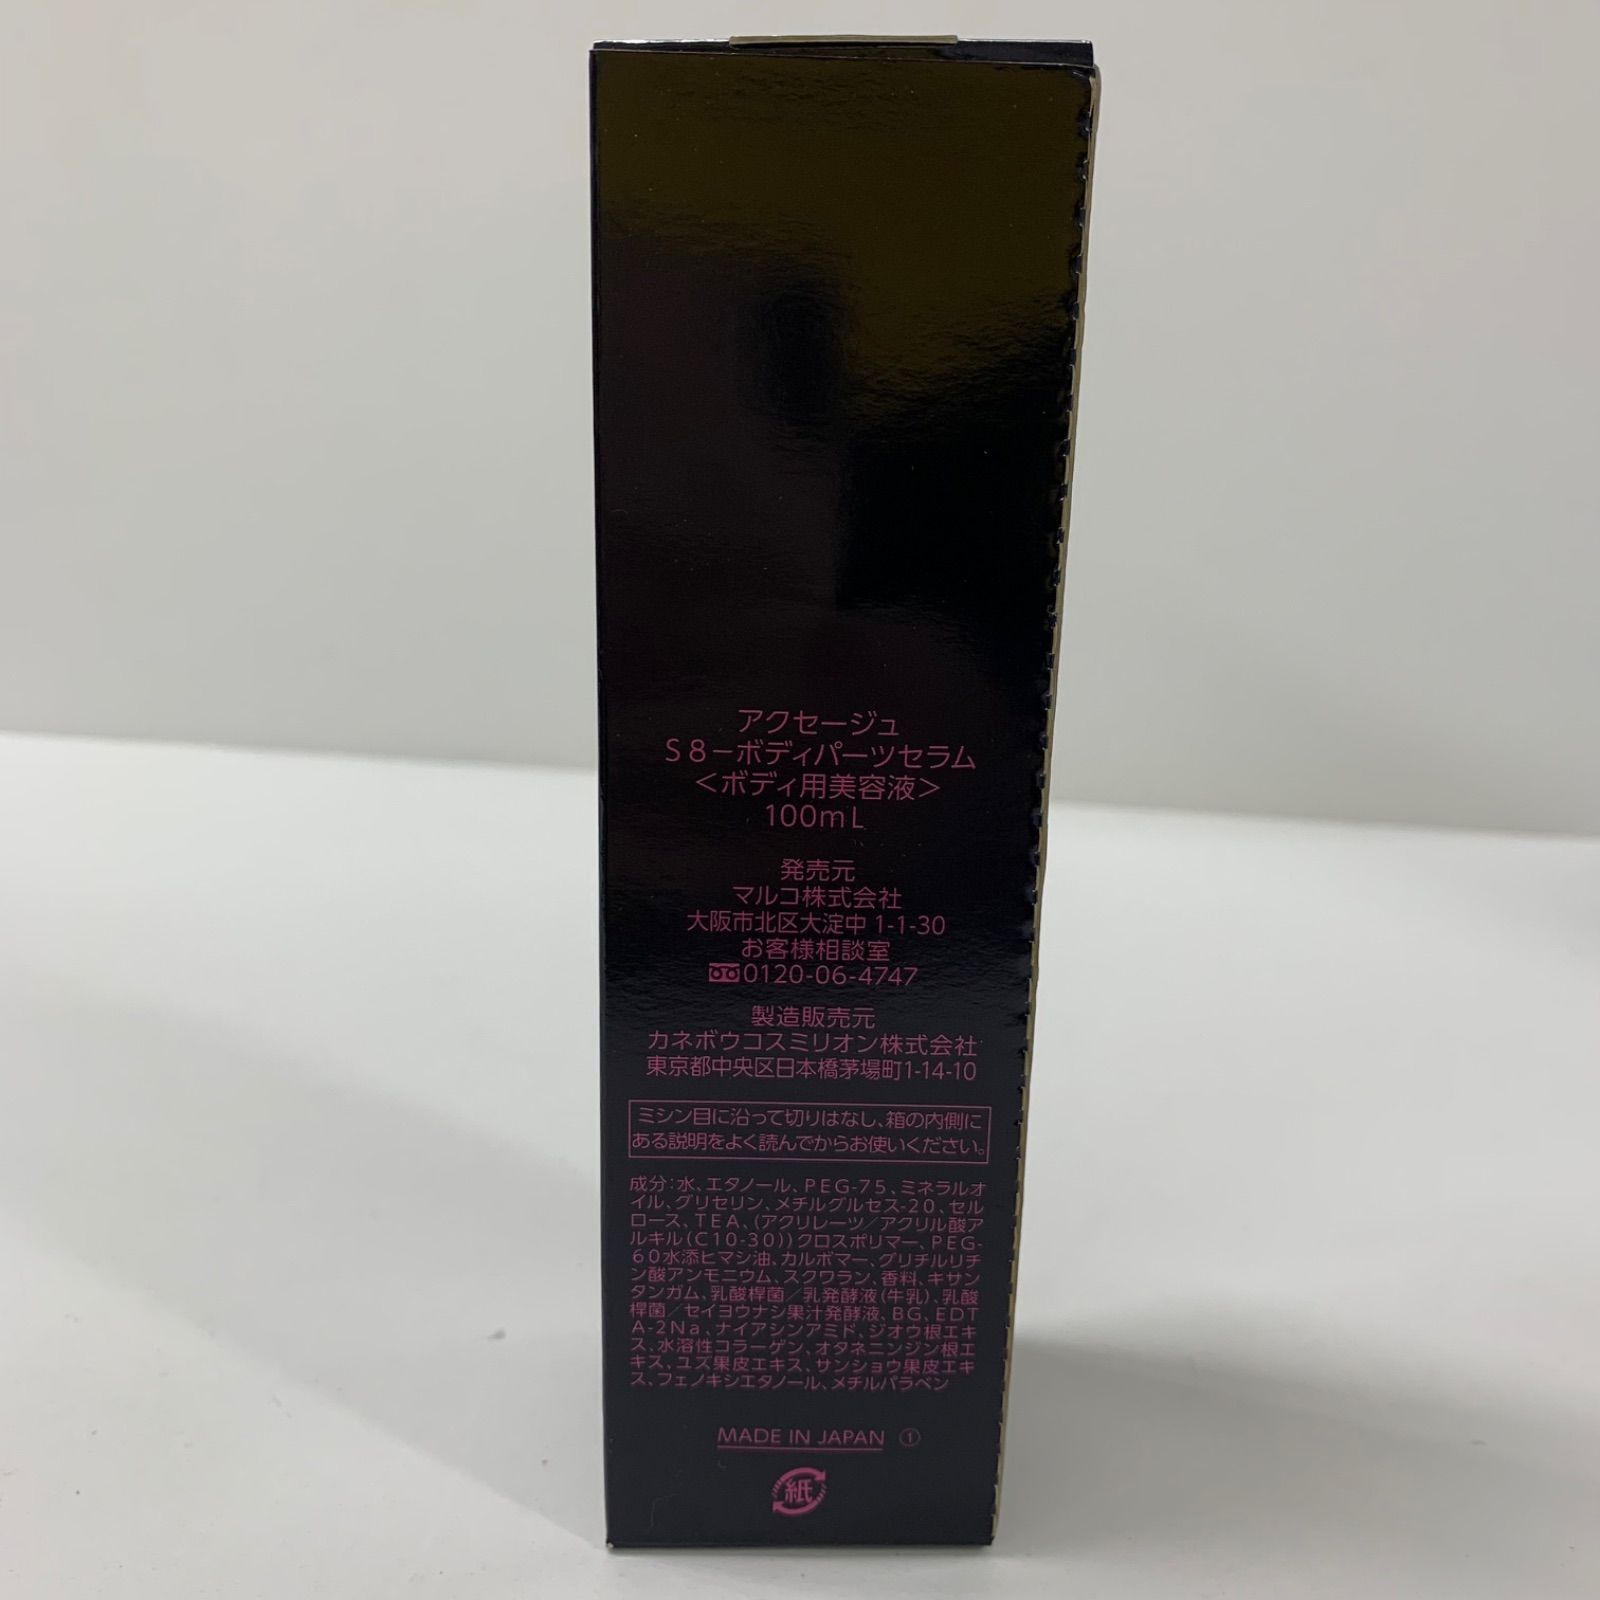 アクセージュ
S8−ボディパーツセラム
<ボディ用美容液>
100mL
発売元
マルコ株式会社
大阪市北区大淀中1-1-30
お客様相談室
0120-06-4747
製造販売元
カネボウコスミリオン株式会社
東京都中央区日本橋茅場町1-14-10
ミシン目に沿って切りはなし、箱の内側に
ある説明をよく読んでからお使いください。
成分:水、エタノール、PEG-75、ミネラルオ
イル、グリセリン、メチルグルセス-20、セル
ロース、TEA、(アクリレーツ/アクリル酸ア
ルキル(C10-30))クロスポリマー、PEG-
60水添ヒマシ油、カルボマー、グリチルリチ
ン酸アンモニウム、スクワラン、香料、キサン
タンガム、乳酸桿菌/乳発酵液(牛乳)、乳酸
桿菌/セイヨウナシ果汁発酵液、BG、EDT
A-2Na、ナイアシンアミド、ジオウ根エキ
ス、水溶性コラーゲン、オタネニンジン根エ
キス、ユズ果皮エキス、サンショウ果皮エキ
ス、フェノキシエタノール、メチルパラベン
MADE IN JAPAN ①
紙